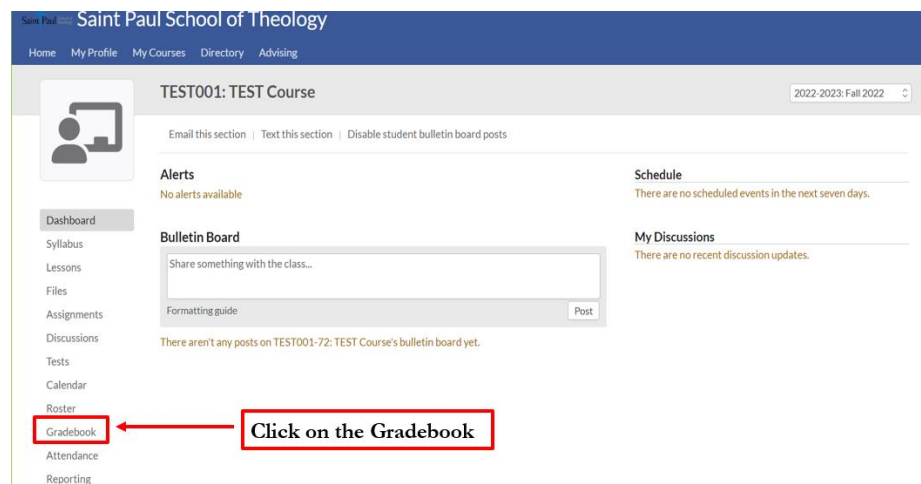 Saint Paul Saint Paul School of Theology
Home My Profile My Courses Directory Advising
TEST001: TEST Course
2022-2023: Fall 2022
Email this section | Text this section | Disable student bulletin board posts
Alerts
No alerts available
Schedule
There are no scheduled events in the next seven days.
Dashboard
Syllabus
Lessons
Files
Assignments
Discussions
Tests
Calendar
Roster
Gradebook
Attendance
Reporting
Bulletin Board
Share something with the class...
Formatting guide
Post
There aren't any posts on TEST001-72: TEST Course's bulletin board yet.
My Discussions
There are no recent discussion updates.
Click on the Gradebook